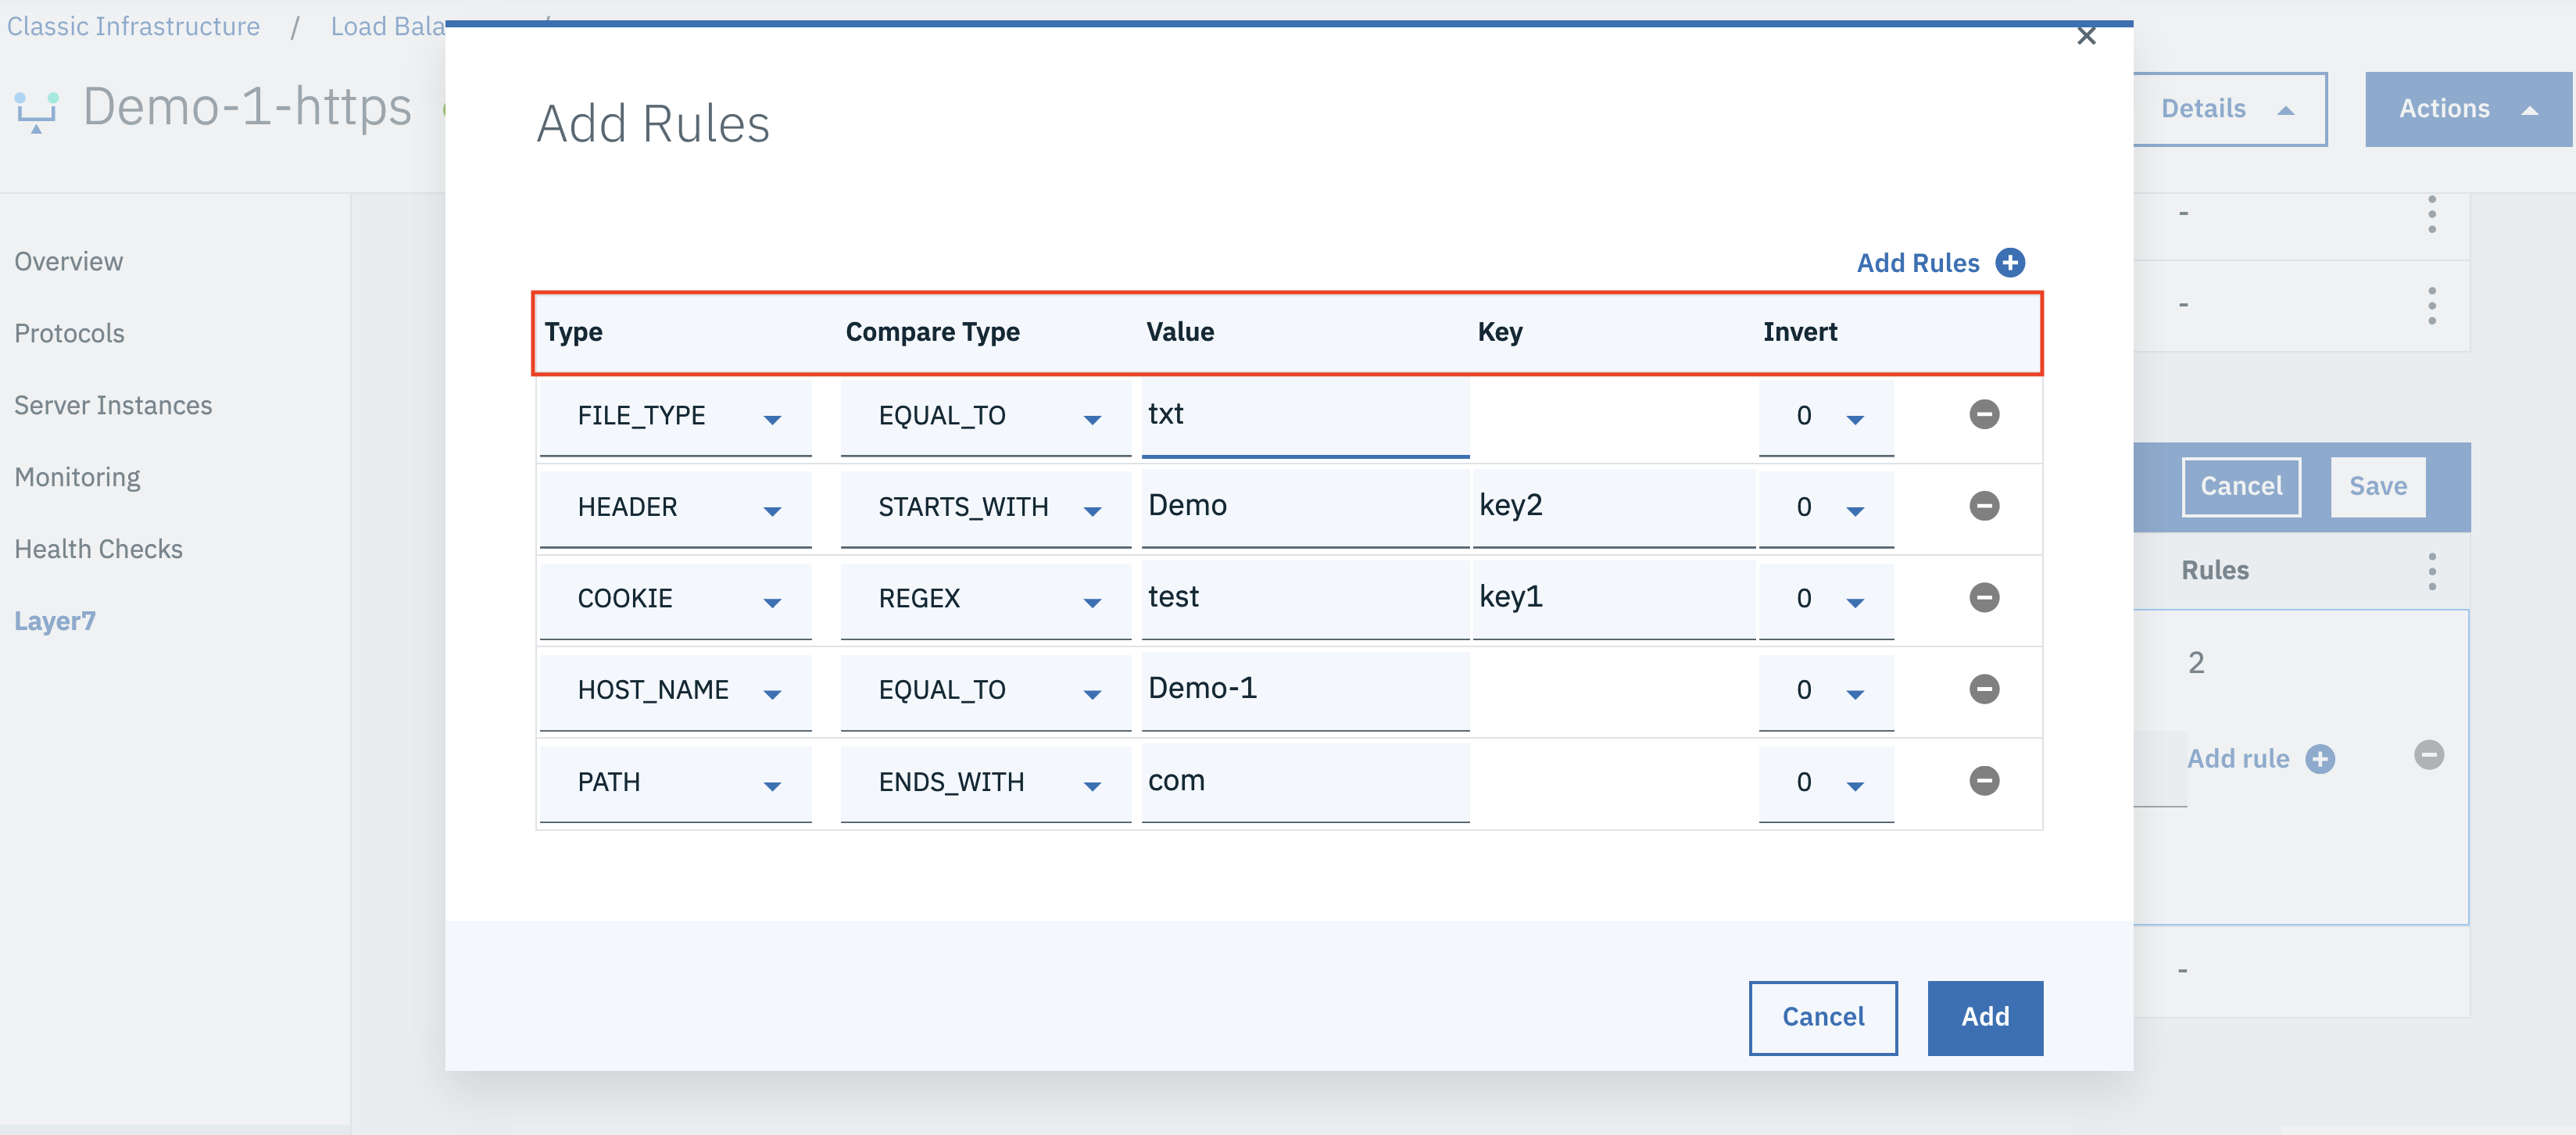 Classic Infrastructure / Load Bala
Demo-1-https
Details
Actions
Overview
Protocols
Server Instances
Monitoring
Health Checks
Layer7
Add Rules
Add Rules
Type Compare Type Value Key Invert
FILE_TYPE EQUAL_TO txt 0
HEADER STARTS_WITH Demo key2 0
COOKIE REGEX test key1 0
HOST_NAME EQUAL_TO Demo-1 0
PATH ENDS_WITH com 0
Cancel Add
-
-
Cancel Save
Rules
2
Add rule
-